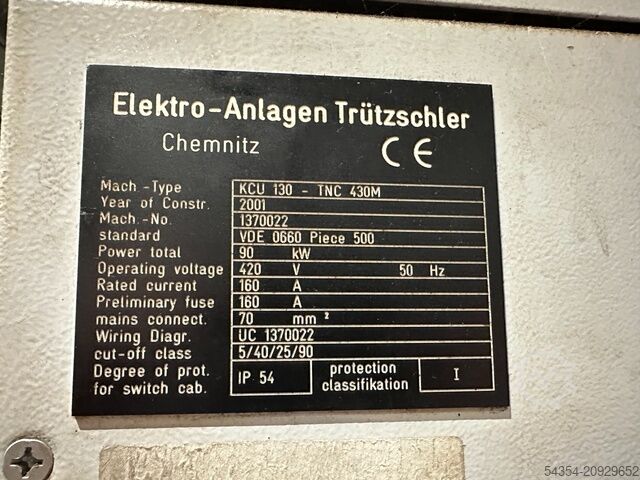 Elektro-Anlagen Trützschler
Chemnitz CE
Mach.-Type KCU 130 - TNC 430M
Year of Constr. 2001
Mach.-No. 1370022
standard VDE 0660 Piece 500
Power total 90 kW
Operating voltage 420 V 50 Hz
Rated current 160 A
Preliminary fuse 160 A
mains connect. 70 mm ²
Wiring Diagr. UC 1370022
cut-off class 5/40/25/90
Degree of prot. for switch cab. IP 54 protection classifikation I
54354-20929652